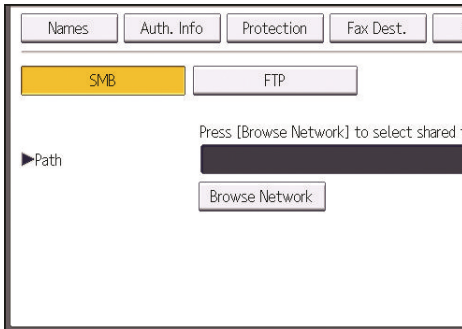 Names Auth. Info Protection Fax Dest.
SMB FTP
Press [Browse Network] to select shared
▶Path
Browse Network